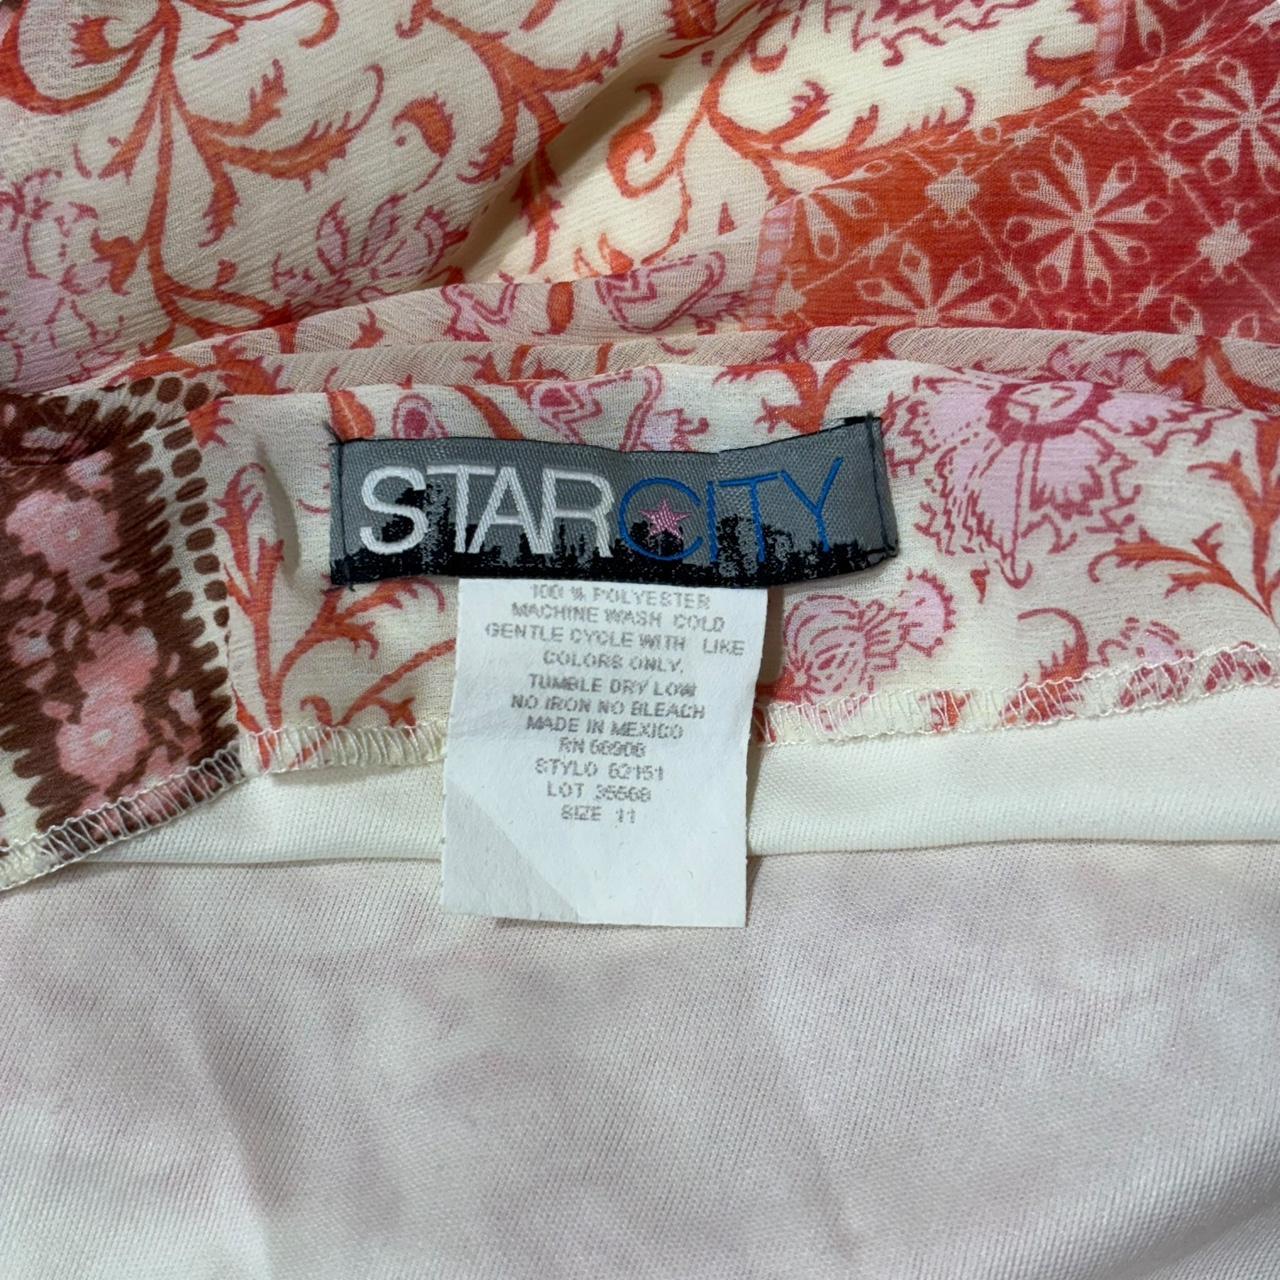 STARCITY
100 % POLYESTER
MACHINE WASH COLD
GENTLE CYCLE WITH LIKE
COLORS ONLY.
TUMBLE DRY LOW
NO IRON NO BLEACH
MADE IN MEXICO
RN 66906
STYLO 62151
LOT 35568
SIZE 11